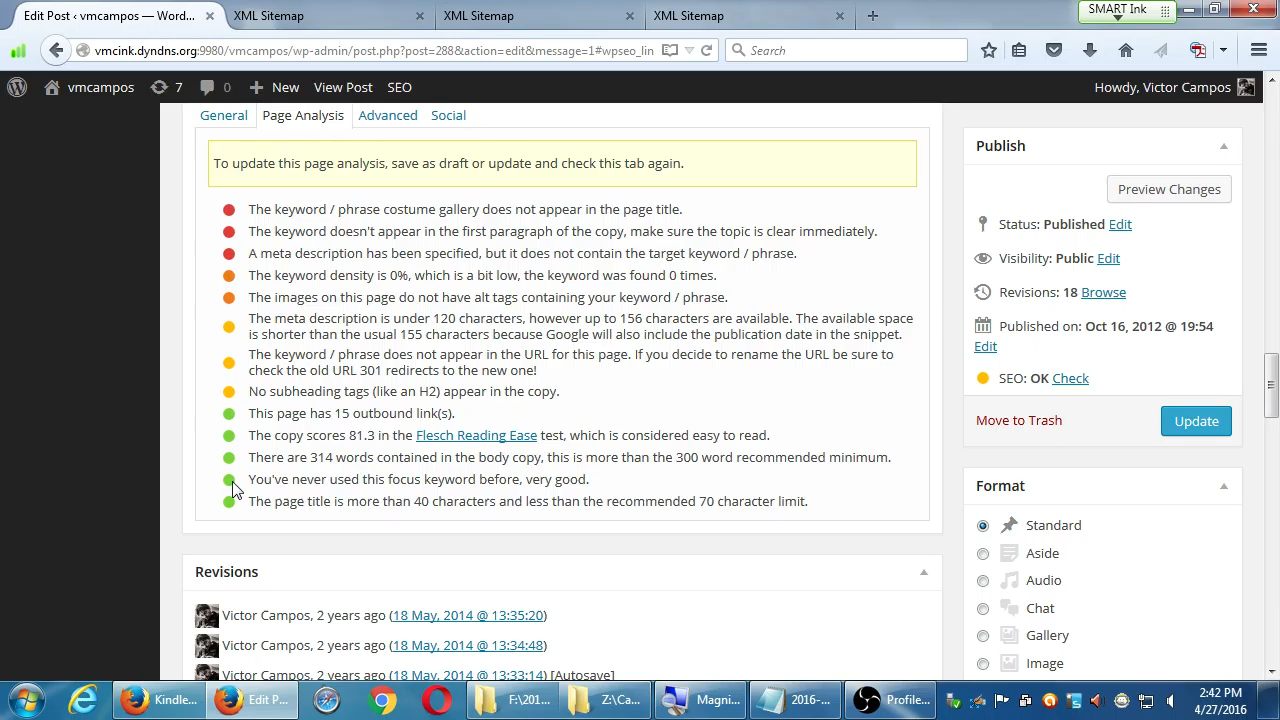 Edit Post ‹ vmcampos — Word...
XML Sitemap
XML Sitemap
XML Sitemap
SMART Ink
vmcink.dyndns.org:9980/vmcampos/wp-admin/post.php?post=288&action=edit&message=1#wpseo_lin
Search
vmcampos
7
0
New
View Post
SEO
Howdy, Victor Campos
General
Page Analysis
Advanced
Social
To update this page analysis, save as draft or update and check this tab again.
The keyword / phrase costume gallery does not appear in the page title.
The keyword doesn't appear in the first paragraph of the copy, make sure the topic is clear immediately.
A meta description has been specified, but it does not contain the target keyword / phrase.
The keyword density is 0%, which is a bit low, the keyword was found 0 times.
The images on this page do not have alt tags containing your keyword / phrase.
The meta description is under 120 characters, however up to 156 characters are available. The available space
is shorter than the usual 155 characters because Google will also include the publication date in the snippet.
The keyword / phrase does not appear in the URL for this page. If you decide to rename the URL be sure to
check the old URL 301 redirects to the new one!
No subheading tags (like an H2) appear in the copy.
This page has 15 outbound link(s).
The copy scores 81.3 in the Flesch Reading Ease test, which is considered easy to read.
There are 314 words contained in the body copy, this is more than the 300 word recommended minimum.
You've never used this focus keyword before, very good.
The page title is more than 40 characters and less than the recommended 70 character limit.
Revisions
Victor Campos, 2 years ago (18 May, 2014 @ 13:35:20)
Victor Campos, 2 years ago (18 May, 2014 @ 13:34:48)
Victor Campos, 2 years ago (18 May, 2014 @ 13:33:14) [Autosave]
Publish
Preview Changes
Status: Published Edit
Visibility: Public Edit
Revisions: 18 Browse
Published on: Oct 16, 2012 @ 19:54
Edit
SEO: OK Check
Move to Trash
Update
Format
Standard
Aside
Audio
Chat
Gallery
Image
Kindle...
Edit P...
F:\201...
Z:\Ca...
Magni...
2016-...
Profile...
2:42 PM
4/27/2016